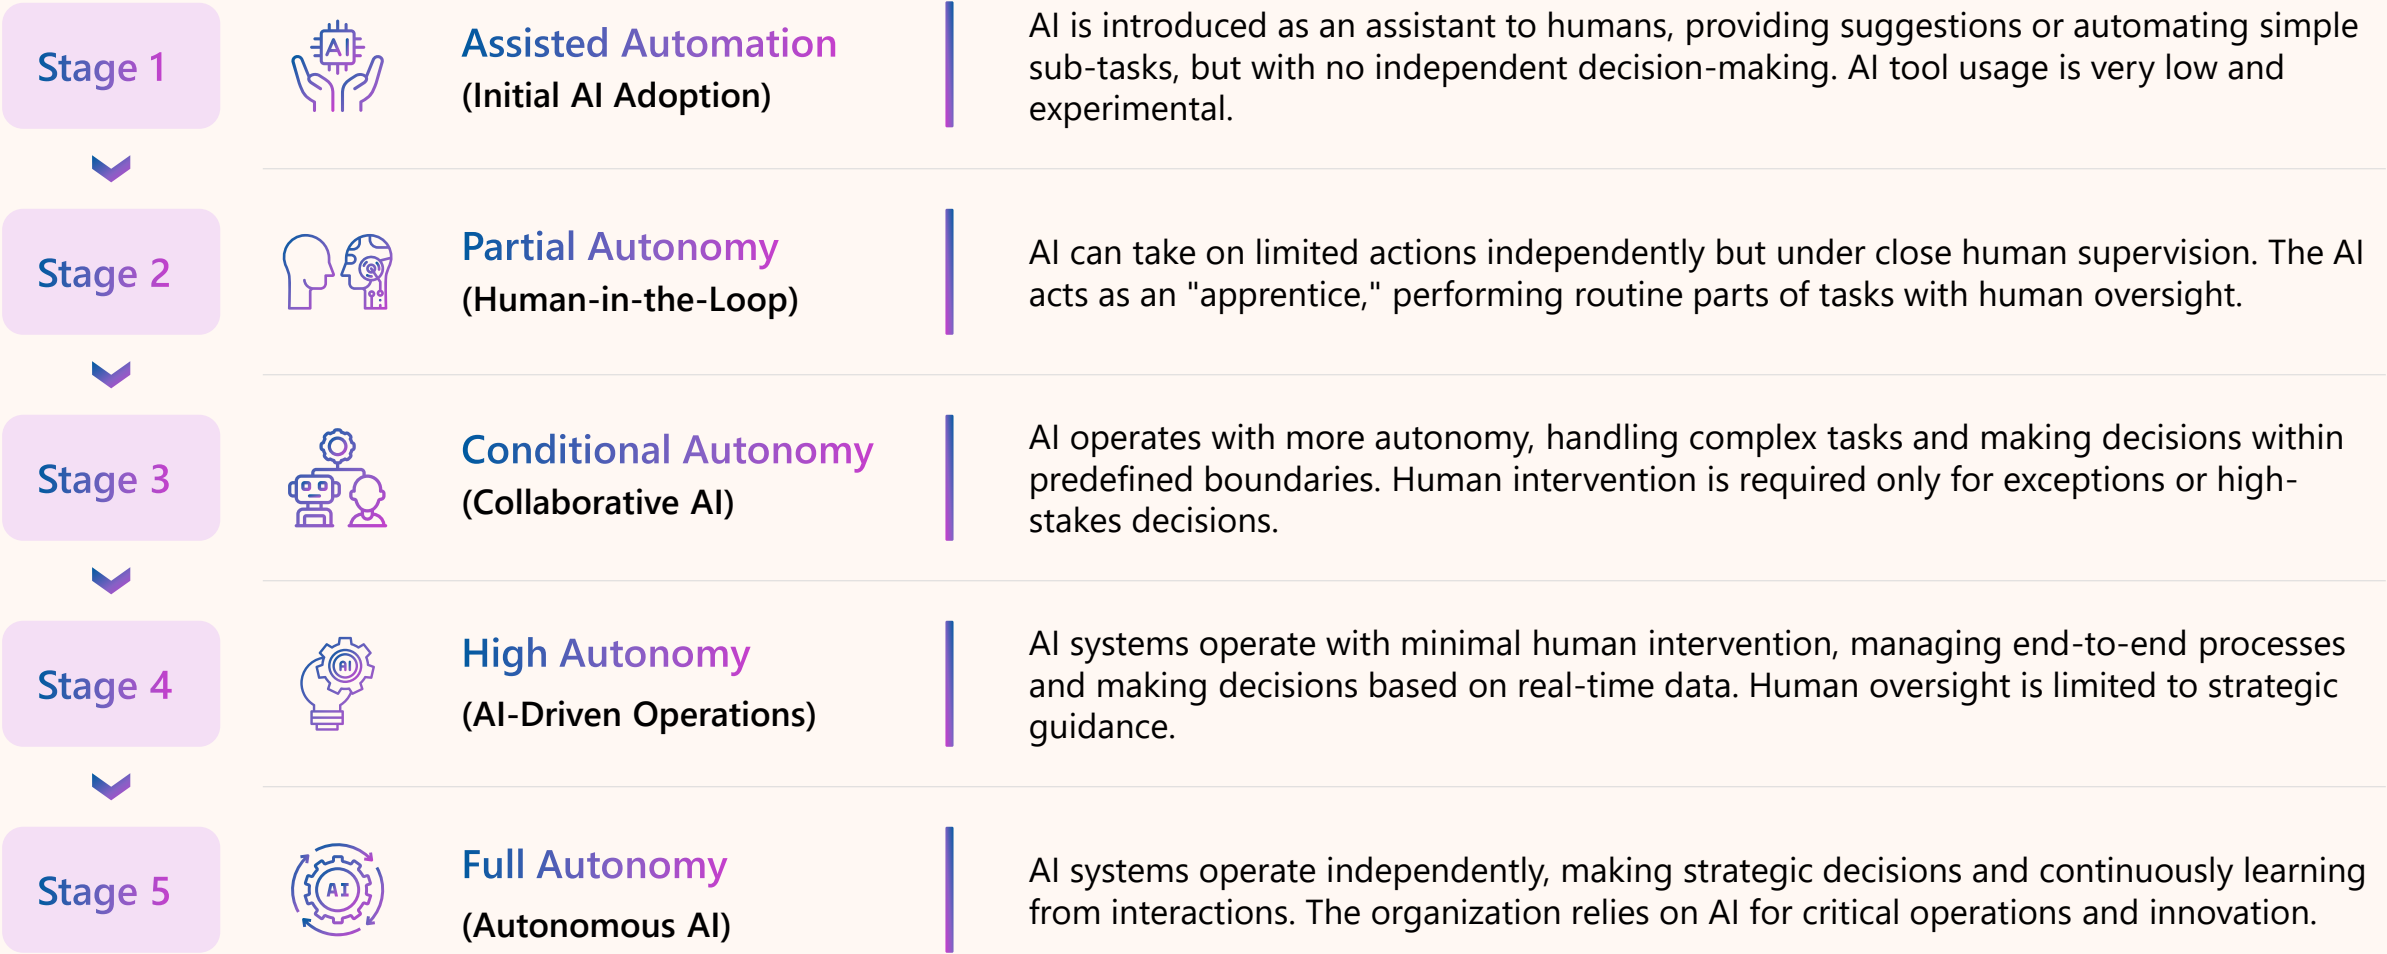 Stage 1
AI
Assisted Automation
(Initial AI Adoption)
AI is introduced as an assistant to humans, providing suggestions or automating simple
sub-tasks, but with no independent decision-making. AI tool usage is very low and
experimental.
Stage 2
Partial Autonomy
(Human-in-the-Loop)
AI can take on limited actions independently but under close human supervision. The AI
acts as an "apprentice," performing routine parts of tasks with human oversight.
Stage 3
Conditional Autonomy
(Collaborative AI)
AI operates with more autonomy, handling complex tasks and making decisions within
predefined boundaries. Human intervention is required only for exceptions or high-
stakes decisions.
Stage 4
AI
High Autonomy
(AI-Driven Operations)
AI systems operate with minimal human intervention, managing end-to-end processes
and making decisions based on real-time data. Human oversight is limited to strategic
guidance.
Stage 5
AI
Full Autonomy
(Autonomous AI)
AI systems operate independently, making strategic decisions and continuously learning
from interactions. The organization relies on AI for critical operations and innovation.